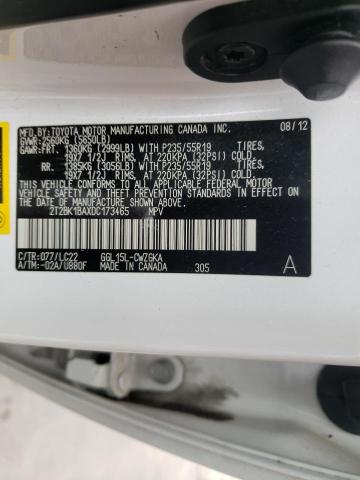 MFD.BY:TOYOTA MOTOR MANUFACTURING CANADA INC. 08/12
GVWR:2560KG (5650LB)
GAWR:FRT. 1360KG (2999LB)WITH P235/55R19 TIRES,
19X7 1/2J RIMS, AT 220KPA (32PSI) COLD
RR. 1385KG (3056LB)WITH P235/55R19 TIRES,
19X7 1/2J RIMS, AT 220KPA (32PSI) COLD
THIS VEHICLE CONFORMS TO ALL APPLICABLE FEDERAL MOTOR
VEHICLE SAFETY AND THEFT PREVENTION STANDARDS IN EFFECT ON
THE DATE OF MANUFACTURE SHOWN ABOVE.
2T2BK1BAXDC173465 MPV
C/TR:077/LC22 GGL15L-CWZGKA
A/TM:-02A/U880F MADE IN CANADA 305 A